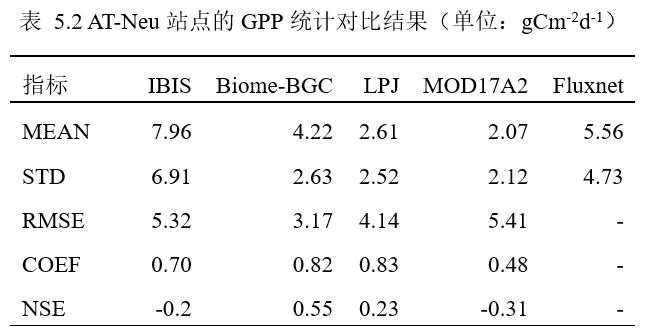 表 5.2 AT-Neu 站点的 GPP 统计对比结果（单位：gCm-2d-1）
指标 IBIS Biome-BGC LPJ MOD17A2 Fluxnet
MEAN 7.96 4.22 2.61 2.07 5.56
STD 6.91 2.63 2.52 2.12 4.73
RMSE 5.32 3.17 4.14 5.41 -
COEF 0.70 0.82 0.83 0.48 -
NSE -0.2 0.55 0.23 -0.31 -